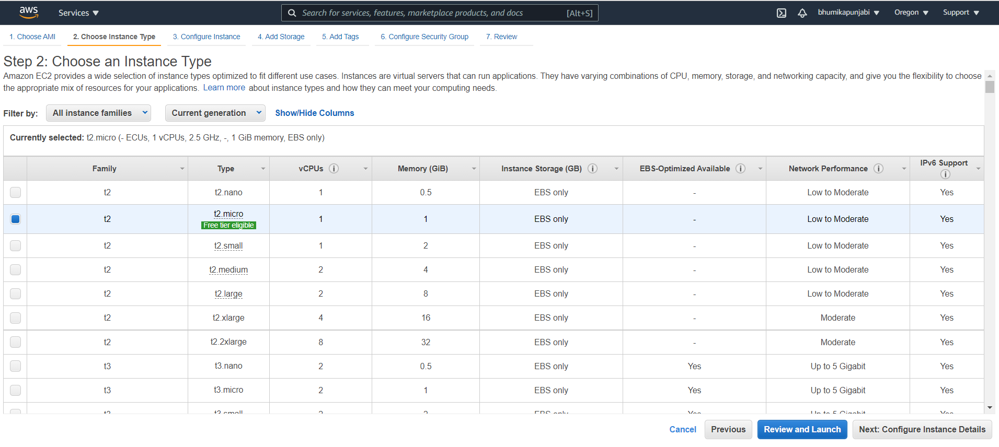 aws Services Search for services, features, marketplace products, and docs [Alt+S] bhumikapunjabi Oregon Support
1. Choose AMI 2. Choose Instance Type 3. Configure Instance 4. Add Storage 5. Add Tags 6. Configure Security Group 7. Review
Step 2: Choose an Instance Type
Amazon EC2 provides a wide selection of instance types optimized to fit different use cases. Instances are virtual servers that can run applications. They have varying combinations of CPU, memory, storage, and networking capacity, and give you the flexibility to choose
the appropriate mix of resources for your applications. Learn more about instance types and how they can meet your computing needs.
Filter by: All instance families Current generation Show/Hide Columns
Currently selected: t2.micro (- ECUs, 1 vCPUs, 2.5 GHz, -, 1 GiB memory, EBS only)
Family Type vCPUs i Memory (GiB) Instance Storage (GB) i EBS-Optimized Available i Network Performance i IPv6 Support i
t2 t2.nano 1 0.5 EBS only - Low to Moderate Yes
t2 t2.micro Free tier eligible 1 1 EBS only - Low to Moderate Yes
t2 t2.small 1 2 EBS only - Low to Moderate Yes
t2 t2.medium 2 4 EBS only - Low to Moderate Yes
t2 t2.large 2 8 EBS only - Low to Moderate Yes
t2 t2.xlarge 4 16 EBS only - Moderate Yes
t2 t2.2xlarge 8 32 EBS only - Moderate Yes
t3 t3.nano 2 0.5 EBS only Yes Up to 5 Gigabit Yes
t3 t3.micro 2 1 EBS only Yes Up to 5 Gigabit Yes
t3 t3.small 2 2 EBS only Yes Up to 5 Gigabit Yes
Cancel Previous Review and Launch Next: Configure Instance Details